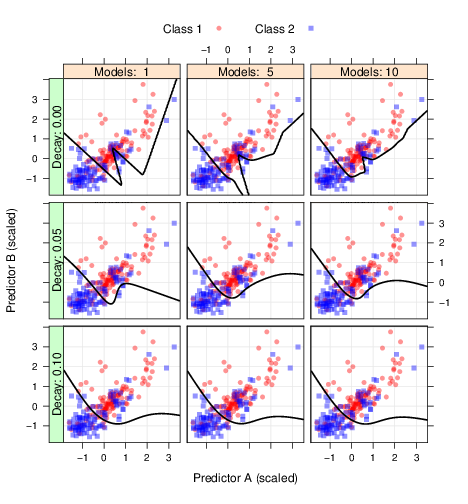 Class 1 Class 2
−1 0 1 2 3
Models: 1 Models: 5 Models: 10
Decay: 0.00
3
2
1
0
−1
Decay: 0.05
3
2
1
0
−1
Decay: 0.10
3
2
1
0
−1
−1 0 1 2 3 −1 0 1 2 3
Predictor B (scaled)
Predictor A (scaled)